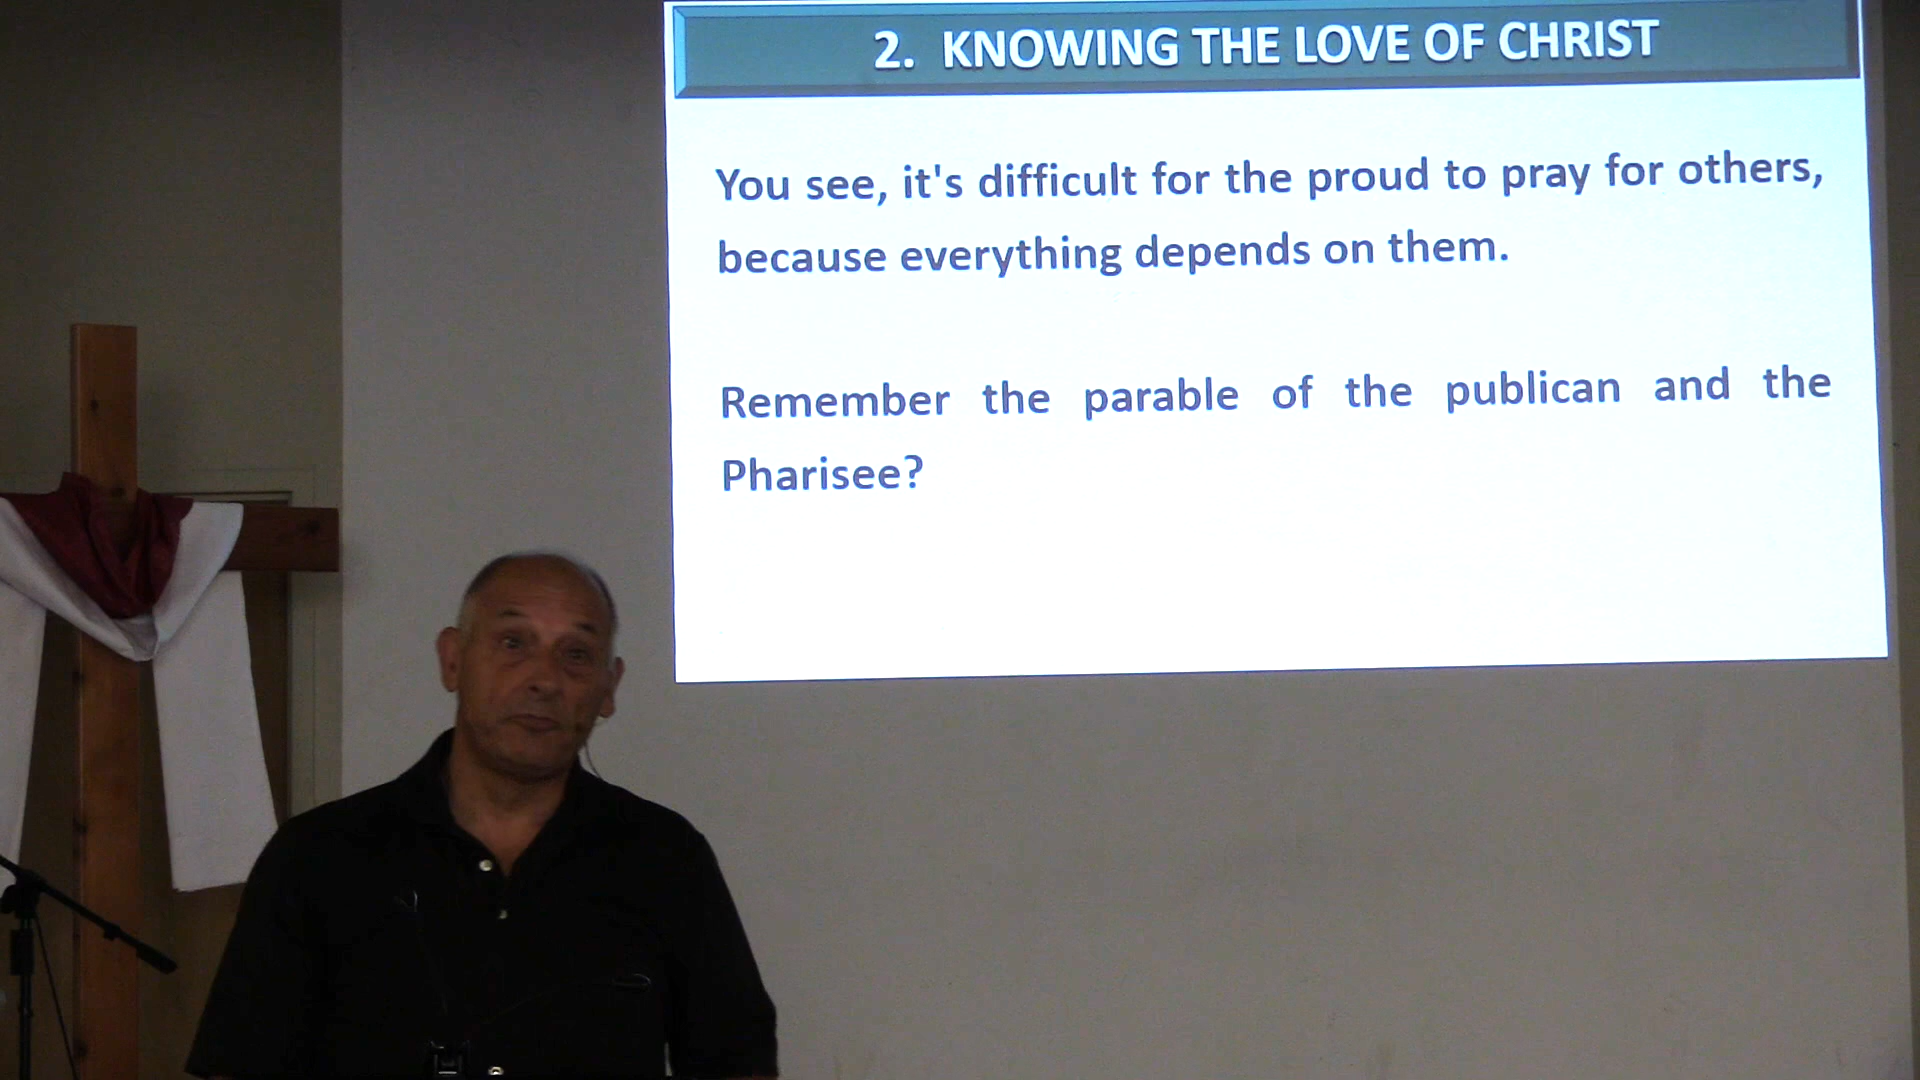 2. KNOWING THE LOVE OF CHRIST
You see, it's difficult for the proud to pray for others,
because everything depends on them.
Remember the parable of the publican and the
Pharisee?